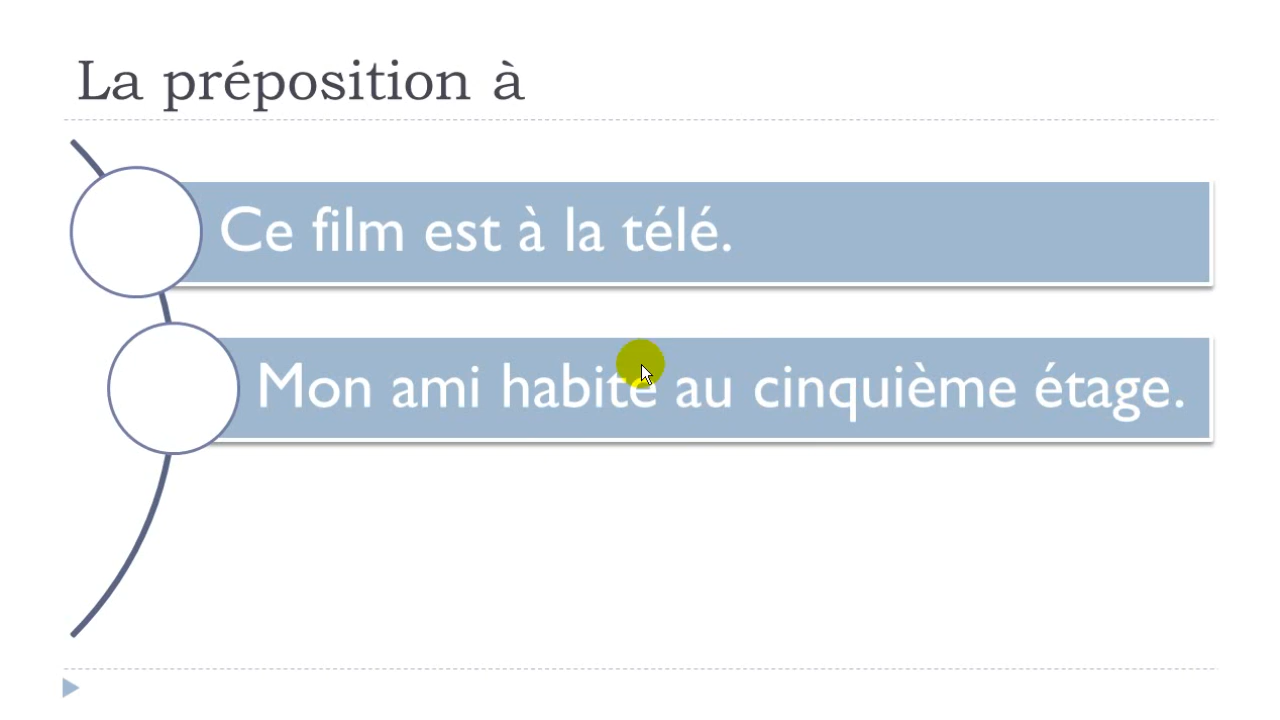 La préposition à
Ce film est à la télé.
Mon ami habite au cinquième étage.